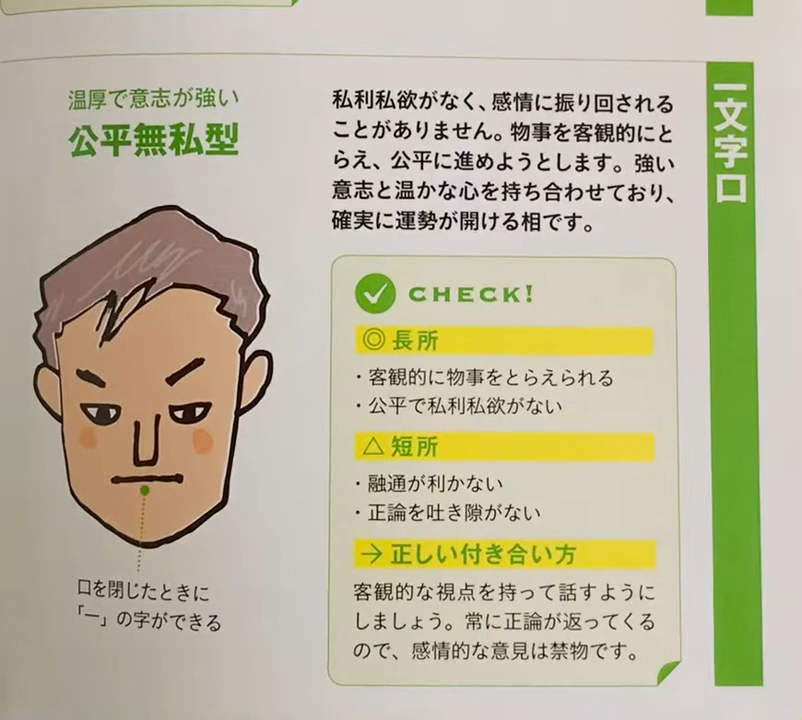 一文字口
温厚で意志が強い
公平無私型
私利私欲がなく、感情に振り回される
ことがありません。物事を客観的にと
らえ、公平に進めようとします。強い
意志と温かな心を持ち合わせており、
確実に運勢が開ける相です。
口を閉じたときに
「一」の字ができる
CHECK!
◎長所
・客観的に物事をとらえられる
・公平で私利私欲がない
△短所
・融通が利かない
・正論を吐き隙がない
→正しい付き合い方
客観的な視点を持って話すように
しましょう。常に正論が返ってくる
ので、感情的な意見は禁物です。